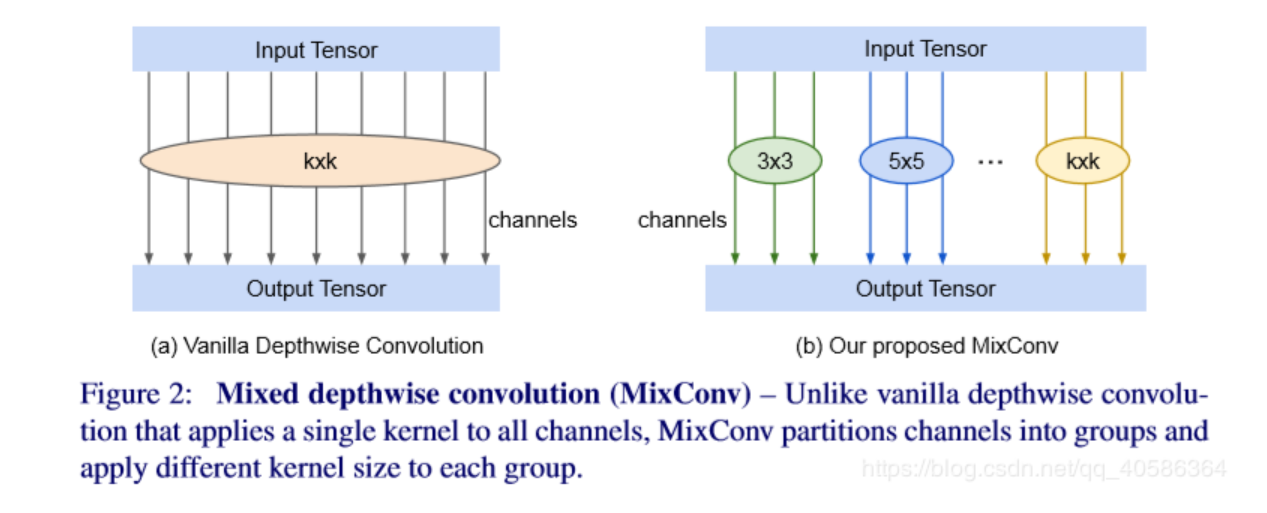 Input Tensor
kxk
channels
Output Tensor
(a) Vanilla Depthwise Convolution
Input Tensor
3x3 5x5 ... kxk
channels
Output Tensor
(b) Our proposed MixConv
Figure 2: Mixed depthwise convolution (MixConv) – Unlike vanilla depthwise convolu-
tion that applies a single kernel to all channels, MixConv partitions channels into groups and
apply different kernel size to each group.
https://blog.csdn.net/qq_40586364